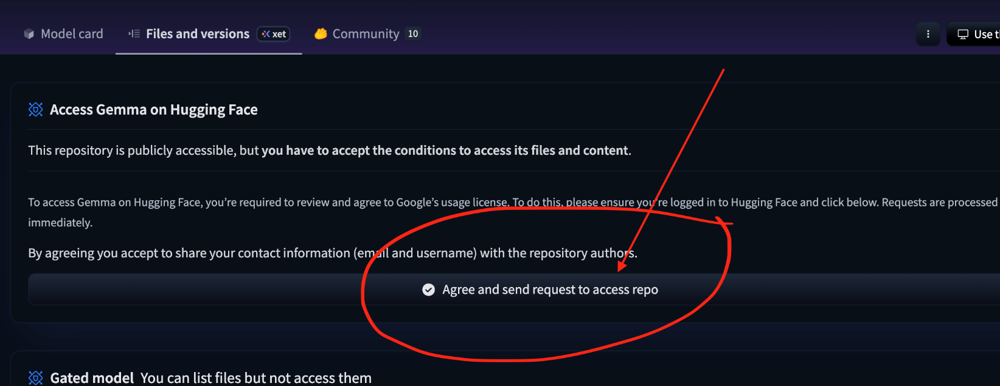 Model card Files and versions xet Community 10 Use
Access Gemma on Hugging Face
This repository is publicly accessible, but you have to accept the conditions to access its files and content.
To access Gemma on Hugging Face, you’re required to review and agree to Google’s usage license. To do this, please ensure you’re logged in to Hugging Face and click below. Requests are processed
immediately.
By agreeing you accept to share your contact information (email and username) with the repository authors.
Agree and send request to access repo
Gated model You can list files but not access them